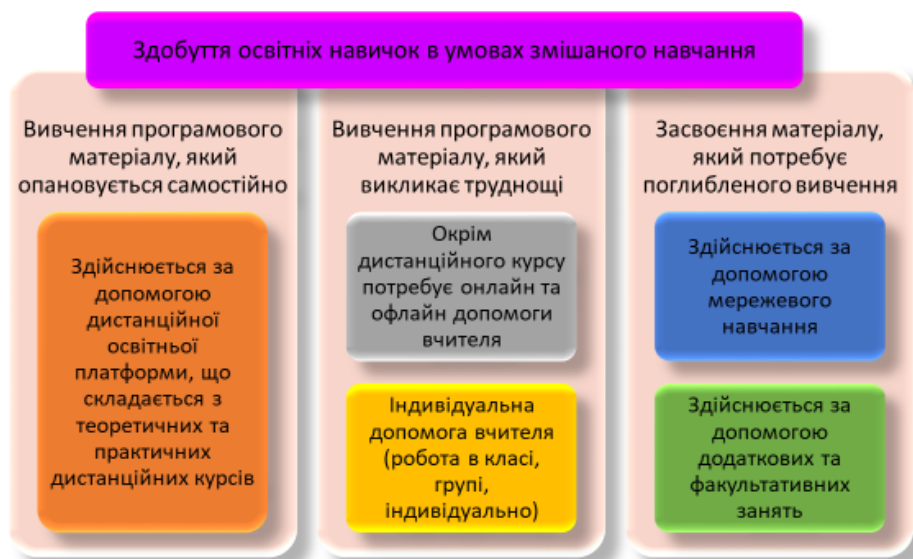 Здобуття освітніх навичок в умовах змішаного навчання
Вивчення програмового
матеріалу, який
опановується самостійно
Здійснюється за
допомогою
дистанційної
освітньої
платформи, що
складається з
теоретичних та
практичних
дистанційних курсів
Вивчення програмового
матеріалу, який
викликає труднощі
Окрім
дистанційного курсу
потребує онлайн та
офлайн допомоги
вчителя
Індивідуальна
допомога вчителя
(робота в класі,
групі,
індивідуально)
Засвоєння матеріалу,
який потребує
поглибленого вивчення
Здійснюється за
допомогою
мережевого
навчання
Здійснюється за
допомогою
додаткових та
факультативних
занять